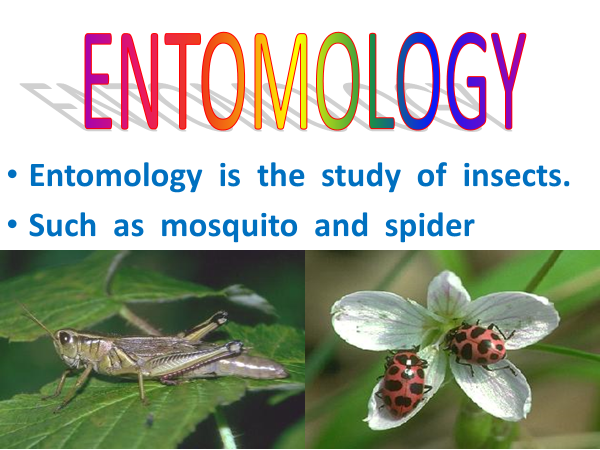 ENTOMOLOGY
• Entomology is the study of insects.
• Such as mosquito and spider